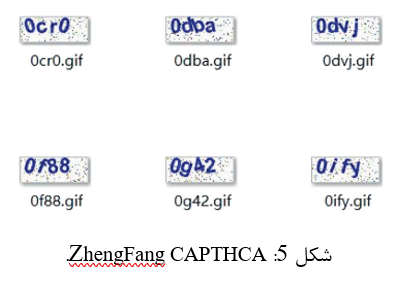 0cr0 0dba 0dvj
0cr0.gif 0dba.gif 0dvj.gif
0f88 0g42 0ify
0f88.gif 0g42.gif 0ify.gif
شکل 5: ZhengFang CAPTHCA.